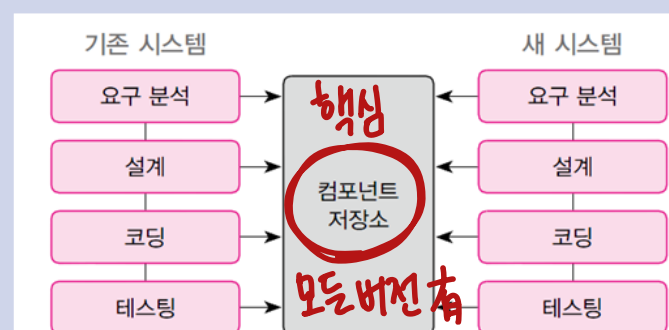 기존 시스템
새 시스템
요구 분석
핵심
요구 분석
설계
컴포넌트
저장소
설계
코딩
코딩
테스팅
모든 버전 有
테스팅